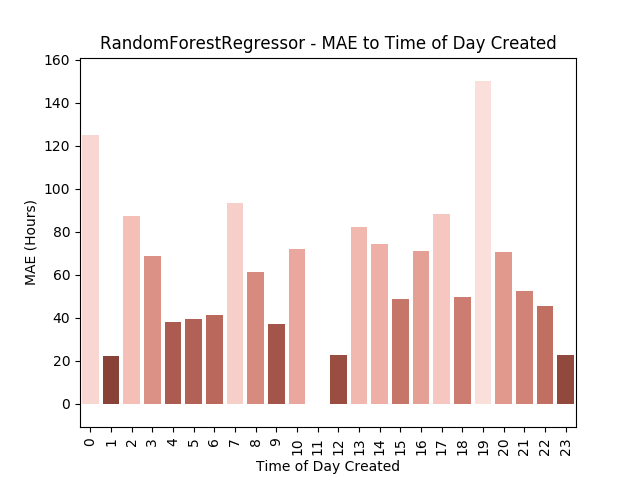 RandomForestRegressor - MAE to Time of Day Created
160
140
120
100
80
60
40
20
0
MAE (Hours)
0 1 2 3 4 5 6 7 8 9 10 11 12 13 14 15 16 17 18 19 20 21 22 23
Time of Day Created